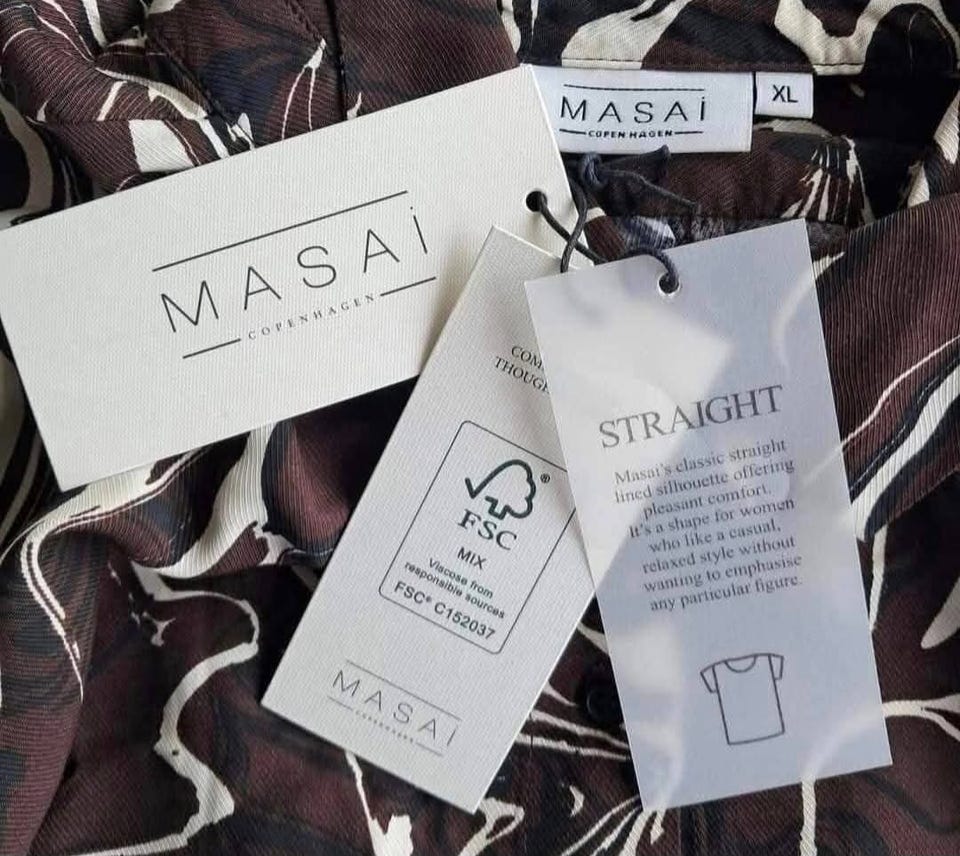 MASAi
COPENHAGEN
XL
MASAi
COPENHAGEN
FSC®
MIX
Viscose from
responsible sources
FSC® C152037
MASAi
COPENHAGEN
STRAIGHT
Masai's classic straight
lined silhouette offering
pleasant comfort.
It's a shape for women
who like a casual,
relaxed style without
wanting to emphasise
any particular figure.